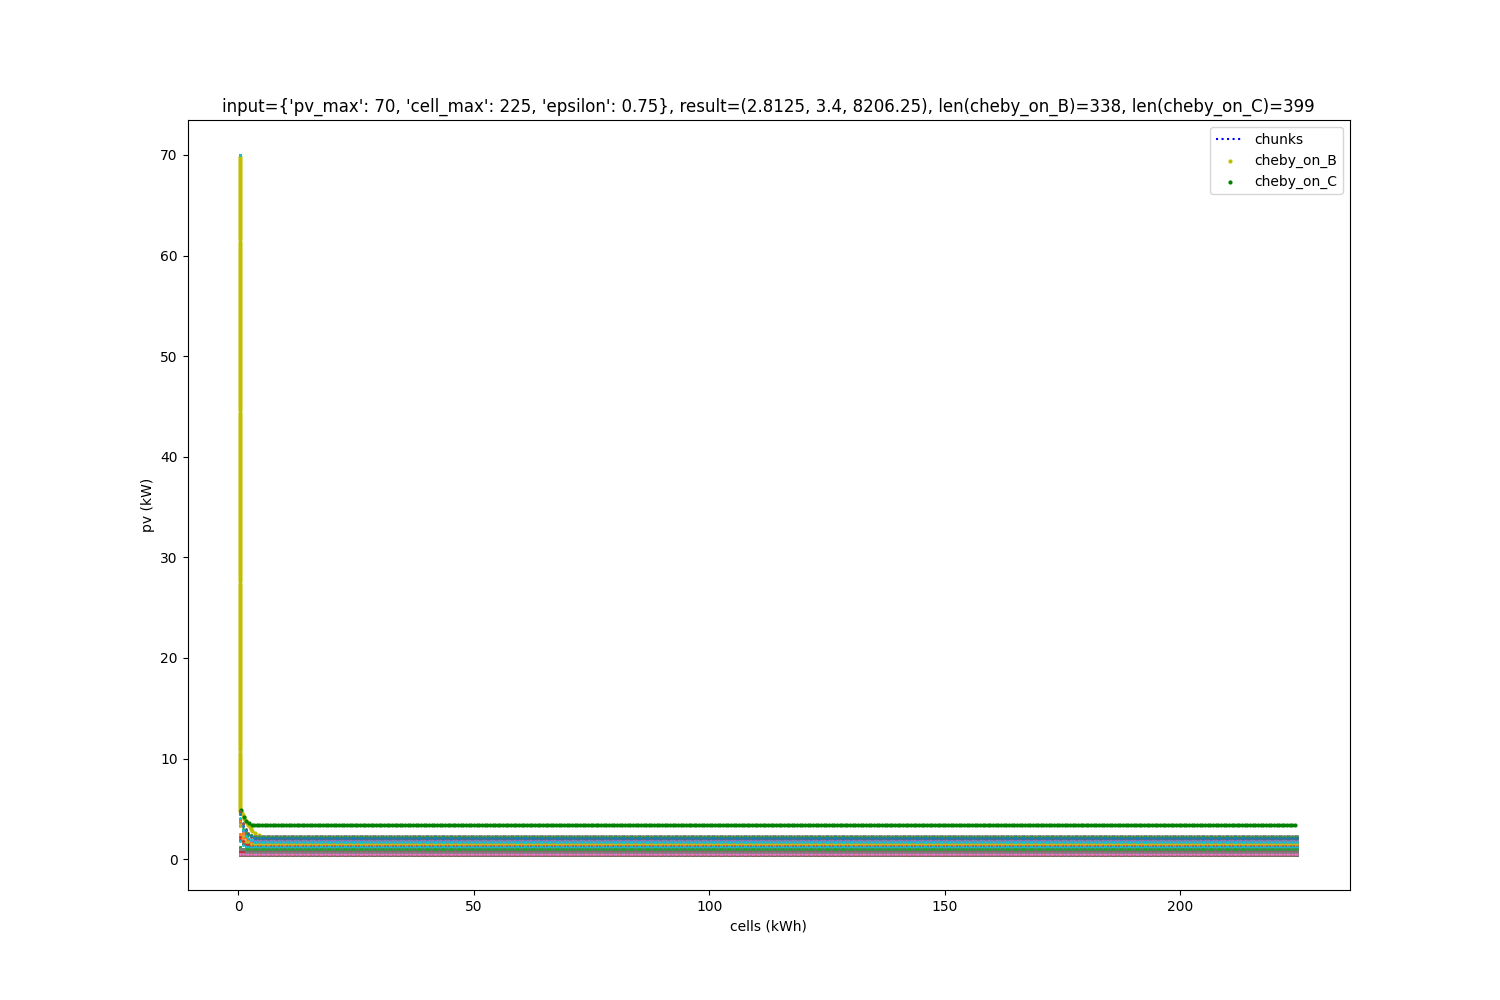 input={'pv_max': 70, 'cell_max': 225, 'epsilon': 0.75}, result=(2.8125, 3.4, 8206.25), len(cheby_on_B)=338, len(cheby_on_C)=399
chunks
cheby_on_B
cheby_on_C
70
60
50
40
30
20
10
0
pv (kW)
0 50 100 150 200
cells (kWh)